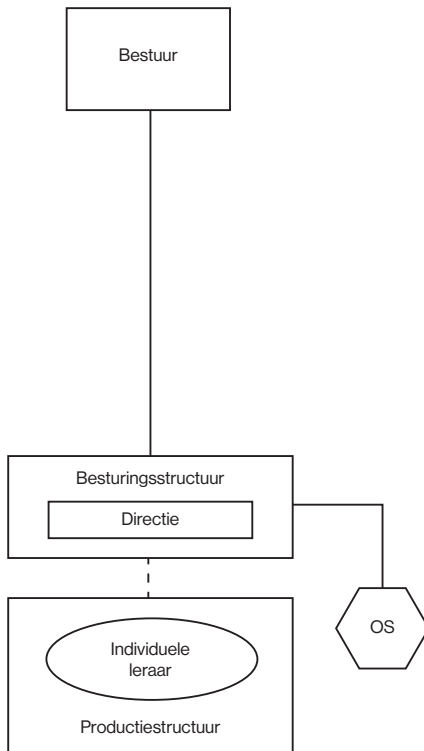 Bestuur
Besturingsstructuur
Directie
OS
Individuele
leraar
Productiestructuur